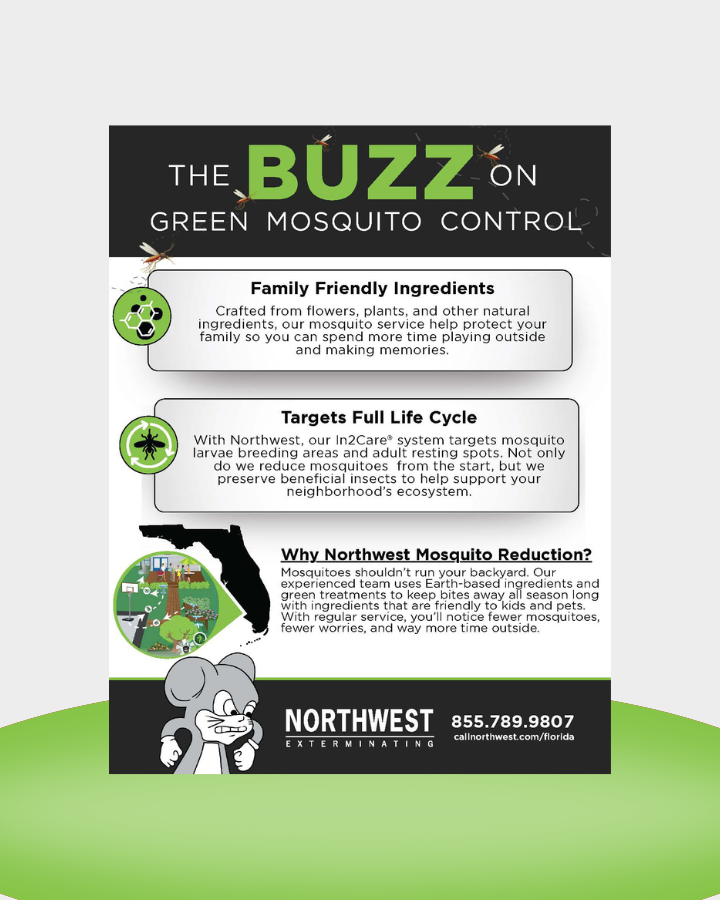 THE BUZZ ON
GREEN MOSQUITO CONTROL
Family Friendly Ingredients
Crafted from flowers, plants, and other natural
ingredients, our mosquito service help protect your
family so you can spend more time playing outside
and making memories.
Targets Full Life Cycle
With Northwest, our In2Care® system targets mosquito
larvae breeding areas and adult resting spots. Not only
do we reduce mosquitoes from the start, but we
preserve beneficial insects to help support your
neighborhood's ecosystem.
Why Northwest Mosquito Reduction?
Mosquitoes shouldn't run your backyard. Our
experienced team uses Earth-based ingredients and
green treatments to keep bites away all season long
with ingredients that are friendly to kids and pets.
With regular service, you'll notice fewer mosquitoes,
fewer worries, and way more time outside.
NORTHWEST
EXTERMINATING
855.789.9807
callnorthwest.com/florida